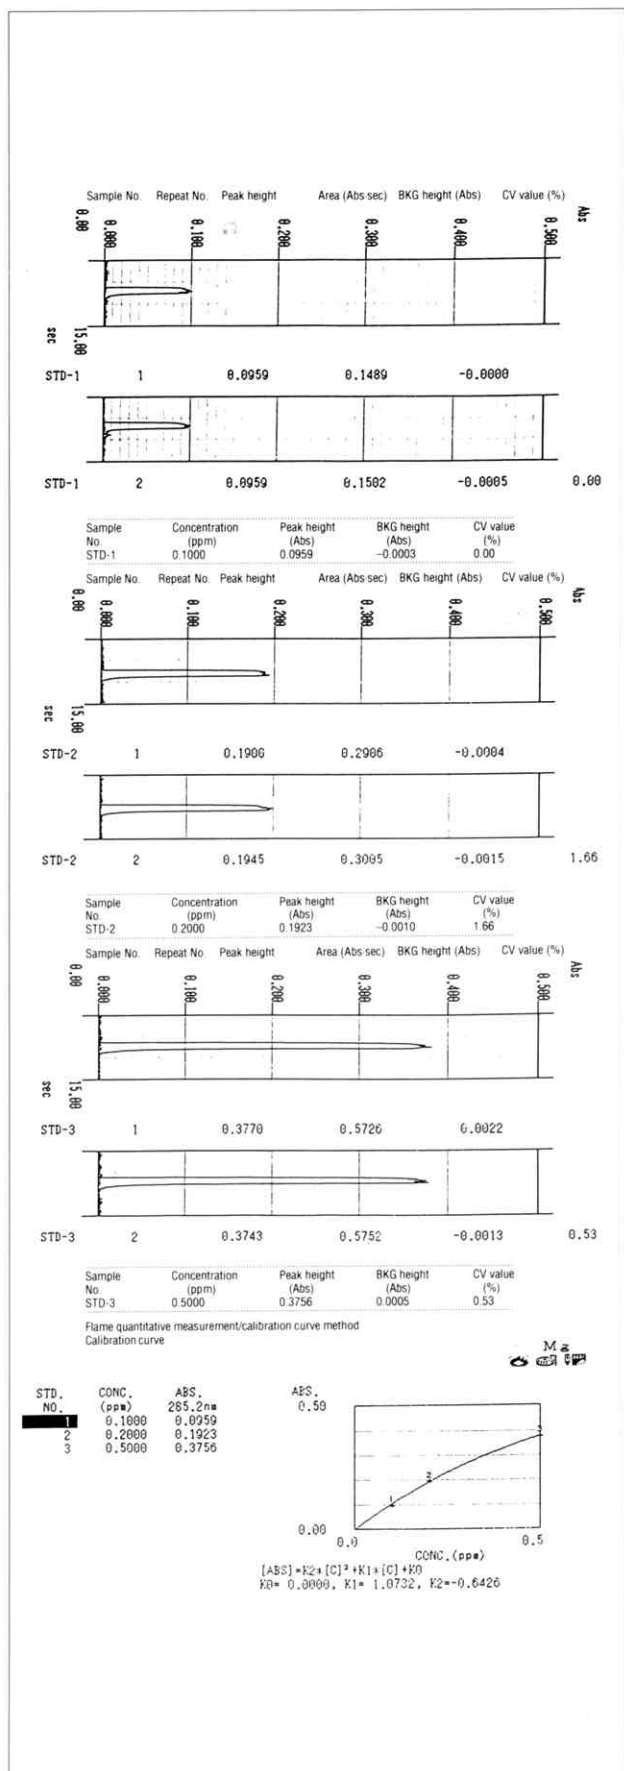 Sample No. Repeat No. Peak height Area (Abs·sec) BKG height (Abs) CV value (%)
0.00 0.000 0.100 0.200 0.300 0.400 0.500 Abs
sec 15.00
STD-1 1 0.0959 0.1489 -0.0000
STD-1 2 0.0959 0.1502 -0.0005 0.00
Sample Concentration Peak height BKG height CV value
No. (ppm) (Abs) (Abs) (%)
STD-1 0.1000 0.0959 −0.0003 0.00
Sample No. Repeat No. Peak height Area (Abs·sec) BKG height (Abs) CV value (%)
0.00 0.000 0.100 0.200 0.300 0.400 0.500 Abs
sec 15.00
STD-2 1 0.1900 0.2906 -0.0004
STD-2 2 0.1945 0.3005 -0.0015 1.66
Sample Concentration Peak height BKG height CV value
No. (ppm) (Abs) (Abs) (%)
STD-2 0.2000 0.1923 −0.0010 1.66
Sample No. Repeat No. Peak height Area (Abs·sec) BKG height (Abs) CV value (%)
0.00 0.000 0.100 0.200 0.300 0.400 0.500 Abs
sec 15.00
STD-3 1 0.3770 0.5726 0.0022
STD-3 2 0.3743 0.5752 -0.0013 0.53
Sample Concentration Peak height BKG height CV value
No. (ppm) (Abs) (Abs) (%)
STD-3 0.5000 0.3756 0.0005 0.53
Flame quantitative measurement/calibration curve method
Calibration curve
Mg
STD. CONC. ABS.
NO. (ppm) 285.2nm
1 0.1000 0.0959
2 0.2000 0.1923
3 0.5000 0.3756
ABS.
0.50
3
2
1
0.00
0.0 0.5
CONC.(ppm)
[ABS]=K2*[C]²+K1*[C]+K0
K0= 0.0000, K1= 1.0732, K2=-0.6426